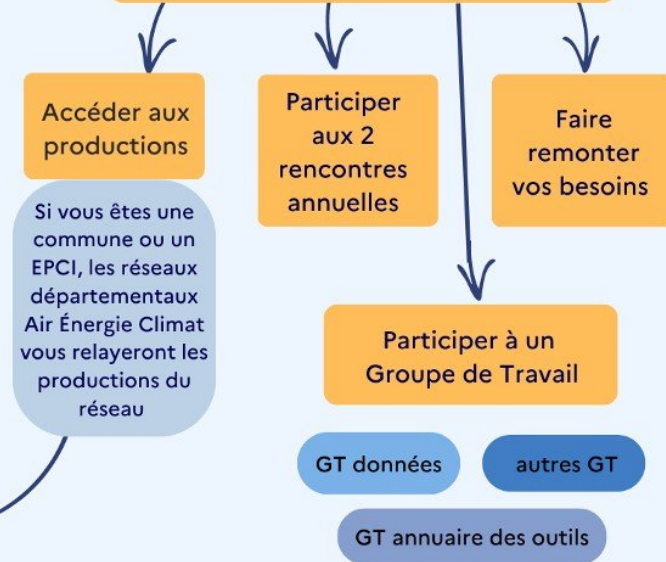 Accéder aux
productions
Si vous êtes une
commune ou un
EPCI, les réseaux
départementaux
Air Énergie Climat
vous relayeront les
productions du
réseau
Participer
aux 2
rencontres
annuelles
Faire
remonter
vos besoins
Participer à un
Groupe de Travail
GT données
autres GT
GT annuaire des outils